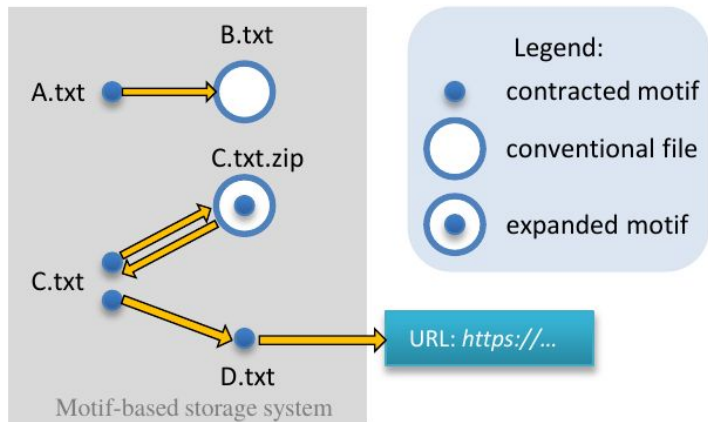 B.txt
A.txt
C.txt.zip
C.txt
D.txt
Motif-based storage system
URL: https://...
Legend:
contracted motif
conventional file
expanded motif